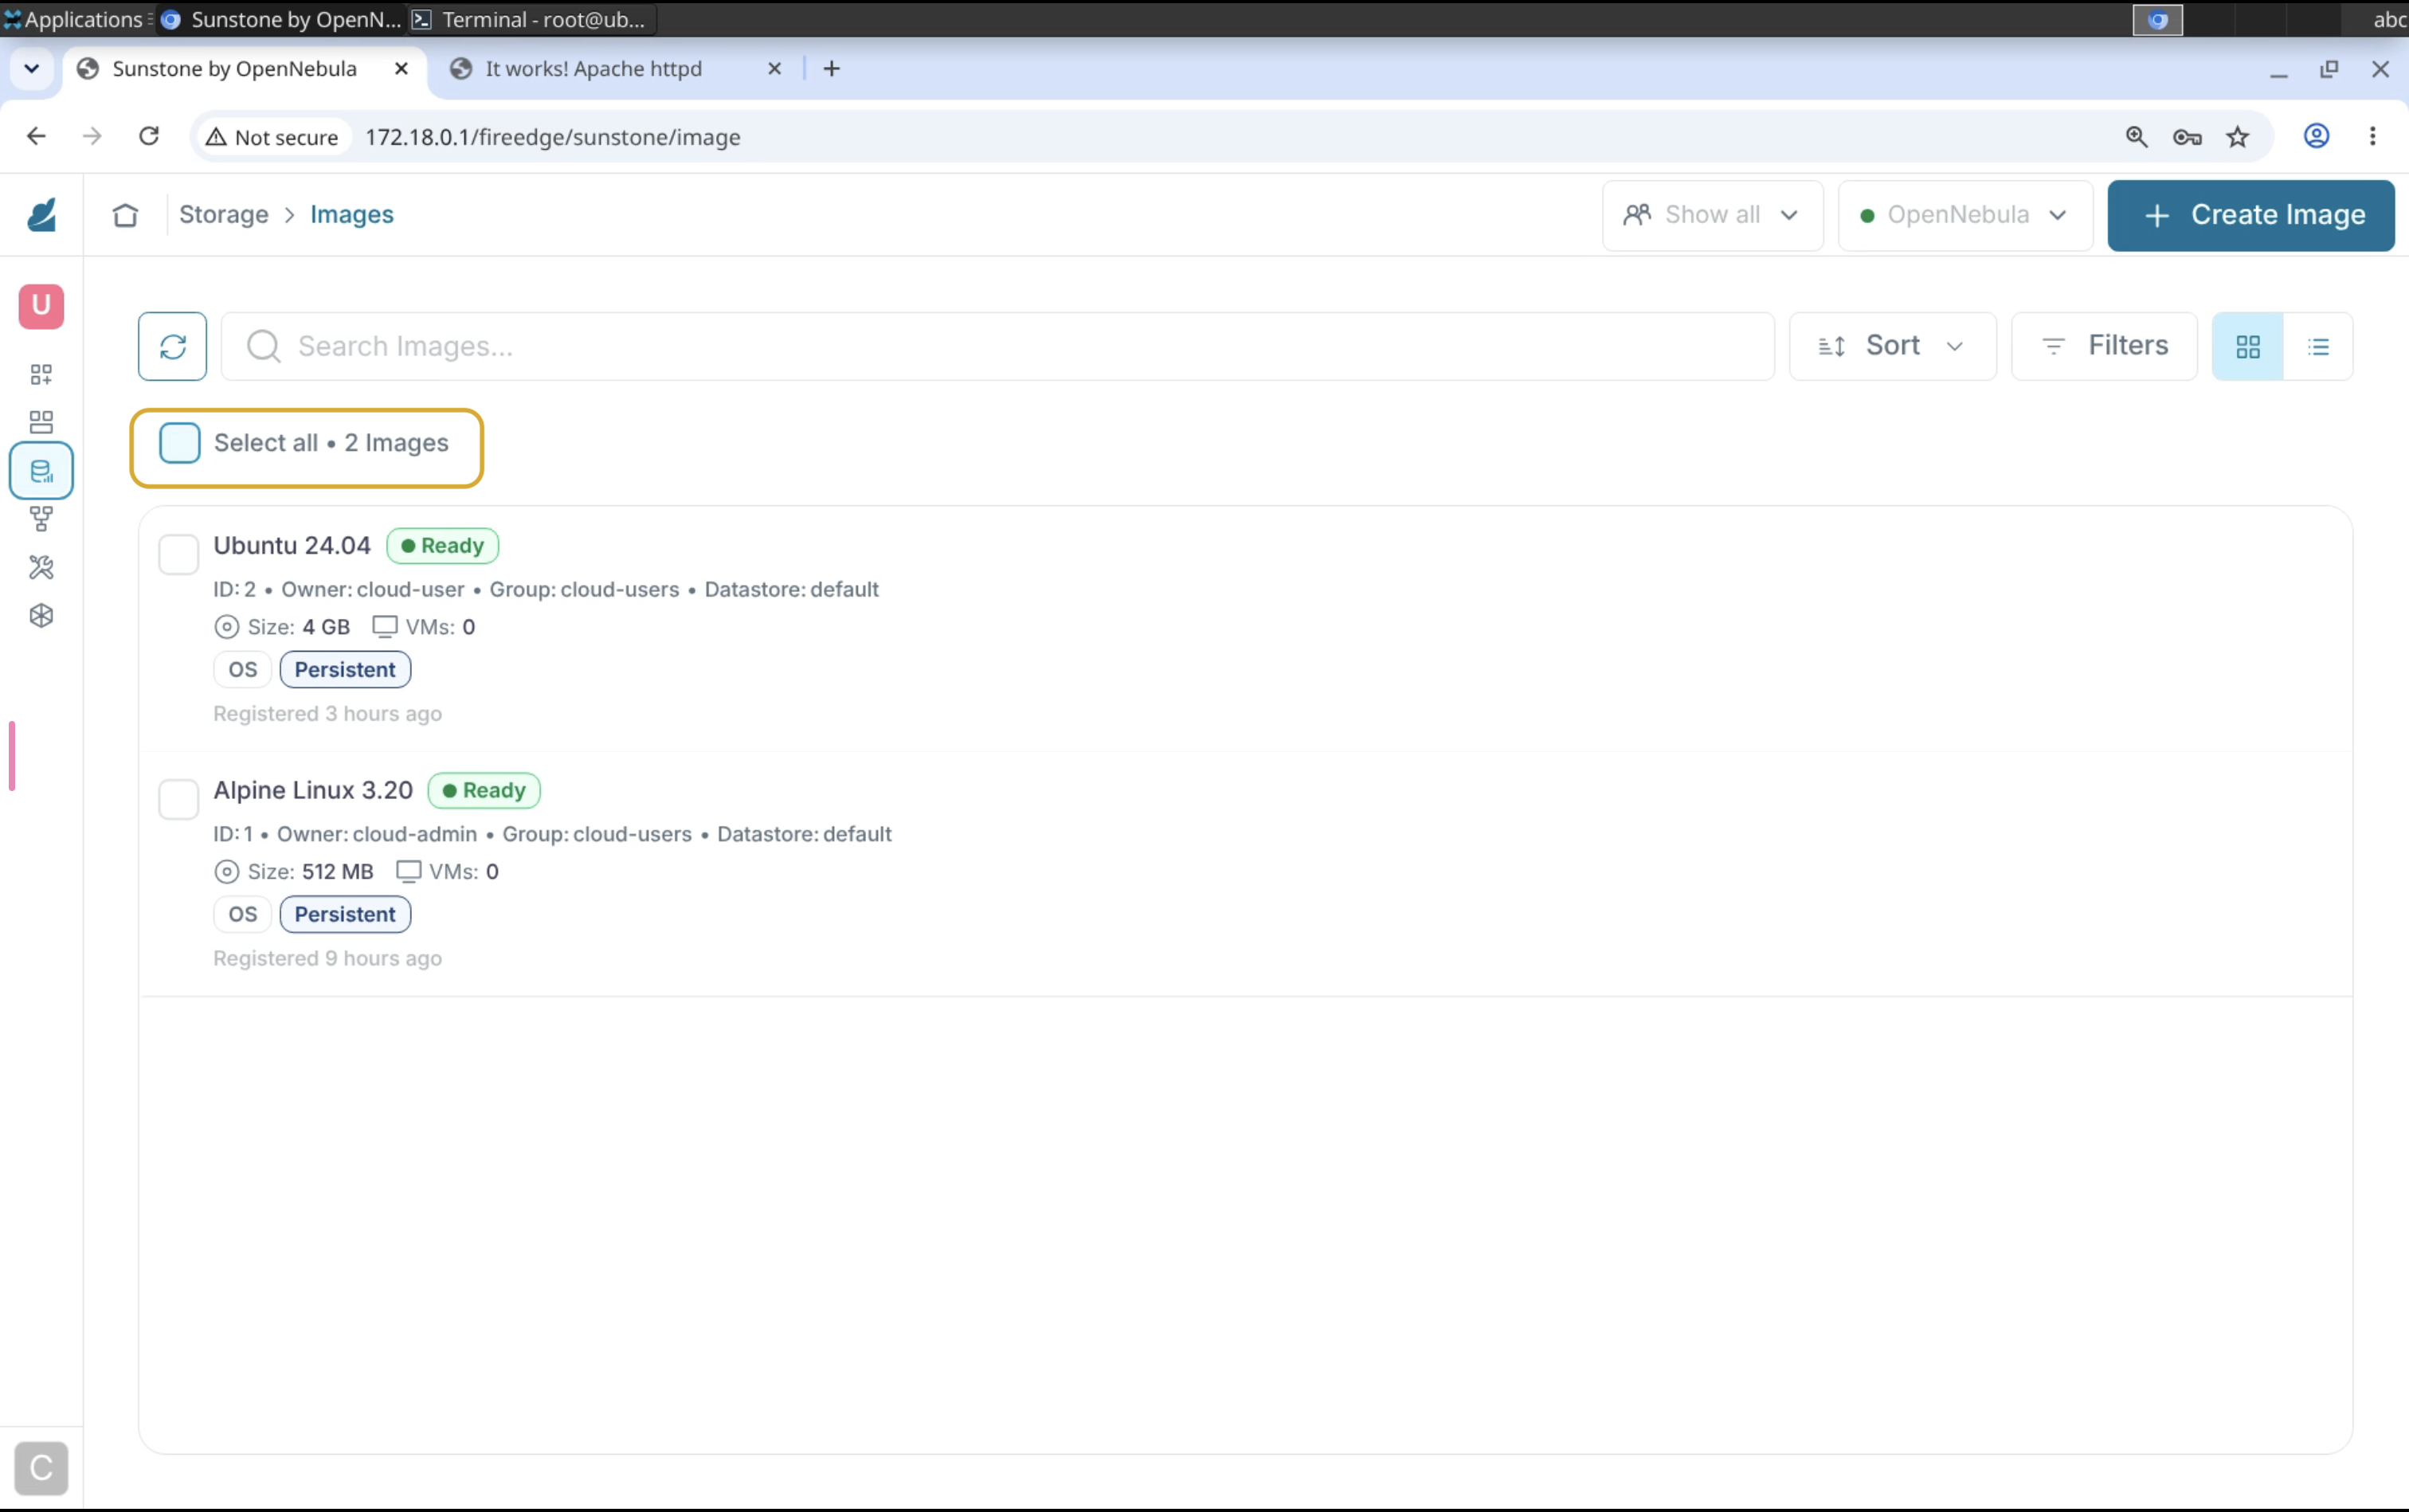 Applications Sunstone by OpenN... Terminal - root@ub... abc
Sunstone by OpenNebula It works! Apache httpd
Not secure 172.18.0.1/fireedge/sunstone/image
Storage > Images Show all OpenNebula + Create Image
U
Search Images... Sort Filters
Select all • 2 Images
Ubuntu 24.04 Ready
ID: 2 • Owner: cloud-user • Group: cloud-users • Datastore: default
Size: 4 GB VMs: 0
OS Persistent
Registered 3 hours ago
Alpine Linux 3.20 Ready
ID: 1 • Owner: cloud-admin • Group: cloud-users • Datastore: default
Size: 512 MB VMs: 0
OS Persistent
Registered 9 hours ago
C